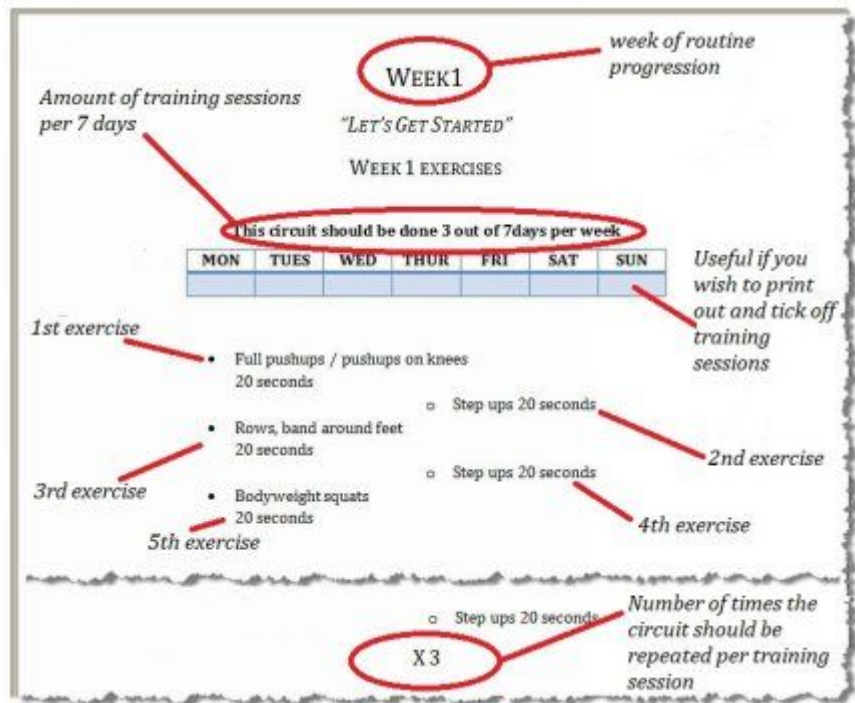 week of routine
progression
WEEK1
Amount of training sessions
per 7 days
"LET'S GET STARTED"
WEEK 1 EXERCISES
This circuit should be done 3 out of 7days per week
MON TUES WED THUR FRI SAT SUN
Useful if you
wish to print
out and tick off
training
sessions
1st exercise
• Full pushups / pushups on knees
20 seconds
o Step ups 20 seconds
2nd exercise
• Rows, band around feet
20 seconds
3rd exercise
o Step ups 20 seconds
4th exercise
• Bodyweight squats
20 seconds
5th exercise
o Step ups 20 seconds
X 3
Number of times the
circuit should be
repeated per training
session